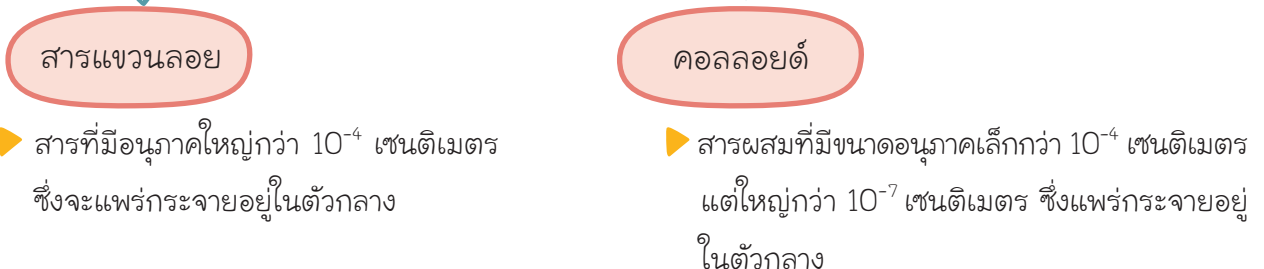 สารแขวนลอย
สารที่มีอนุภาคใหญ่กว่า 10⁻⁴ เซนติเมตร
ซึ่งจะแพร่กระจายอยู่ในตัวกลาง
คอลลอยด์
สารผสมที่มีขนาดอนุภาคเล็กกว่า 10⁻⁴ เซนติเมตร
แต่ใหญ่กว่า 10⁻⁷ เซนติเมตร ซึ่งแพร่กระจายอยู่
ในตัวกลาง